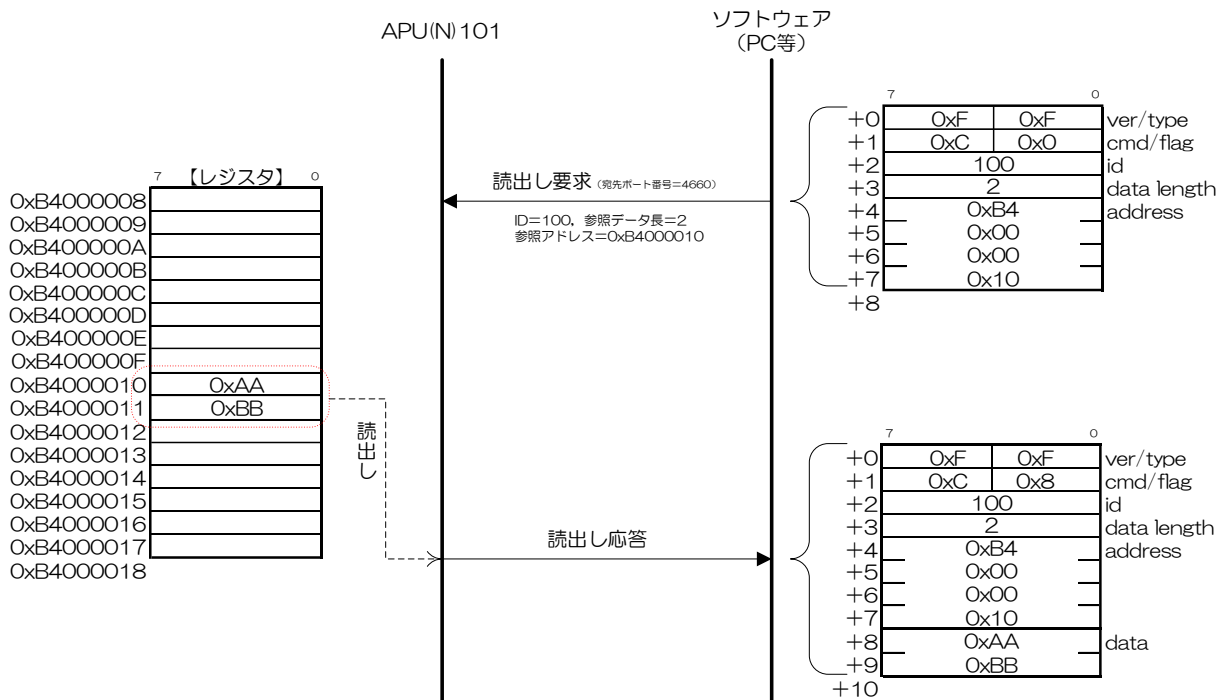 APU(N)101
ソフトウェア
（PC等）
7 【レジスタ】 0
0xB4000008
0xB4000009
0xB400000A
0xB400000B
0xB400000C
0xB400000D
0xB400000E
0xB400000F
0xB4000010 0xAA
0xB4000011 0xBB
0xB4000012
0xB4000013
0xB4000014
0xB4000015
0xB4000016
0xB4000017
0xB4000018
読出し
読出し要求（宛先ポート番号=4660）
ID=100，参照データ長=2
参照アドレス=0xB4000010
7 0
+0 0xF 0xF ver/type
+1 0xC 0x0 cmd/flag
+2 100 id
+3 2 data length
+4 0xB4 address
+5 0x00
+6 0x00
+7 0x10
+8
読出し応答
7 0
+0 0xF 0xF ver/type
+1 0xC 0x8 cmd/flag
+2 100 id
+3 2 data length
+4 0xB4 address
+5 0x00
+6 0x00
+7 0x10
+8 0xAA data
+9 0xBB
+10